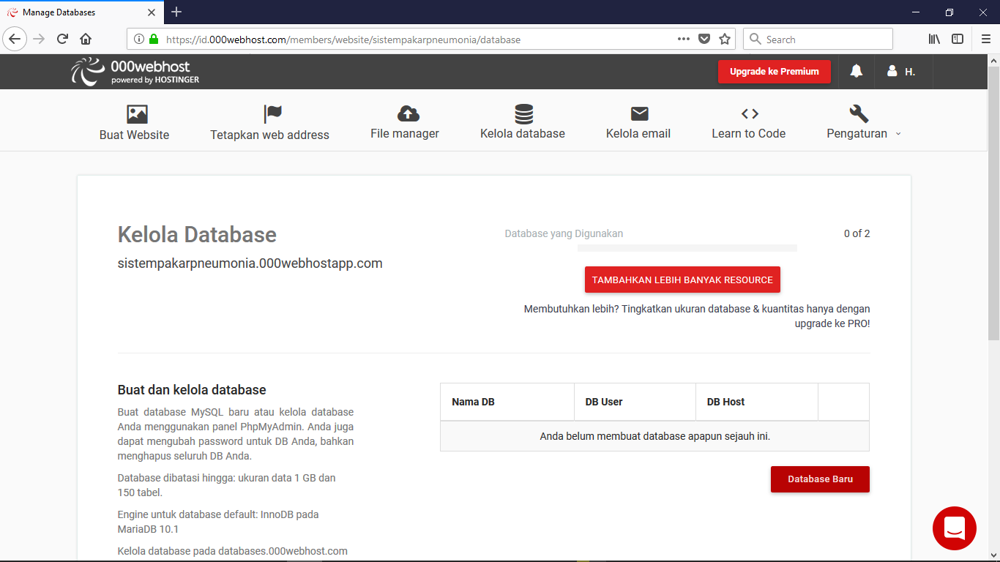 Manage Databases
https://id.000webhost.com/members/website/sistempakarpneumonia/database
Search
000webhost
powered by HOSTINGER
Upgrade ke Premium
H.
Buat Website
Tetapkan web address
File manager
Kelola database
Kelola email
Learn to Code
Pengaturan
Kelola Database
sistempakarpneumonia.000webhostapp.com
Database yang Digunakan
0 of 2
TAMBAHKAN LEBIH BANYAK RESOURCE
Membutuhkan lebih? Tingkatkan ukuran database & kuantitas hanya dengan
upgrade ke PRO!
Buat dan kelola database
Buat database MySQL baru atau kelola database
Anda menggunakan panel PhpMyAdmin. Anda juga
dapat mengubah password untuk DB Anda, bahkan
menghapus seluruh DB Anda.
Database dibatasi hingga: ukuran data 1 GB dan
150 tabel.
Engine untuk database default: InnoDB pada
MariaDB 10.1
Kelola database pada databases.000webhost.com
Nama DB
DB User
DB Host
Anda belum membuat database apapun sejauh ini.
Database Baru